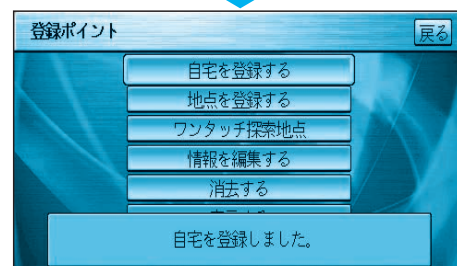 登録ポイント
戻る
自宅を登録する
地点を登録する
ワンタッチ探索地点
情報を編集する
消去する
自宅を登録しました。